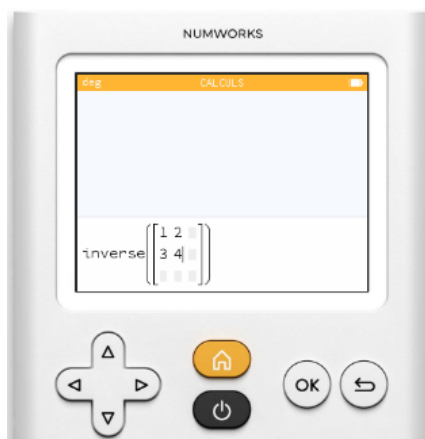 NUMWORKS
deg CALCULS
inverse([1 2
3 4])
OK